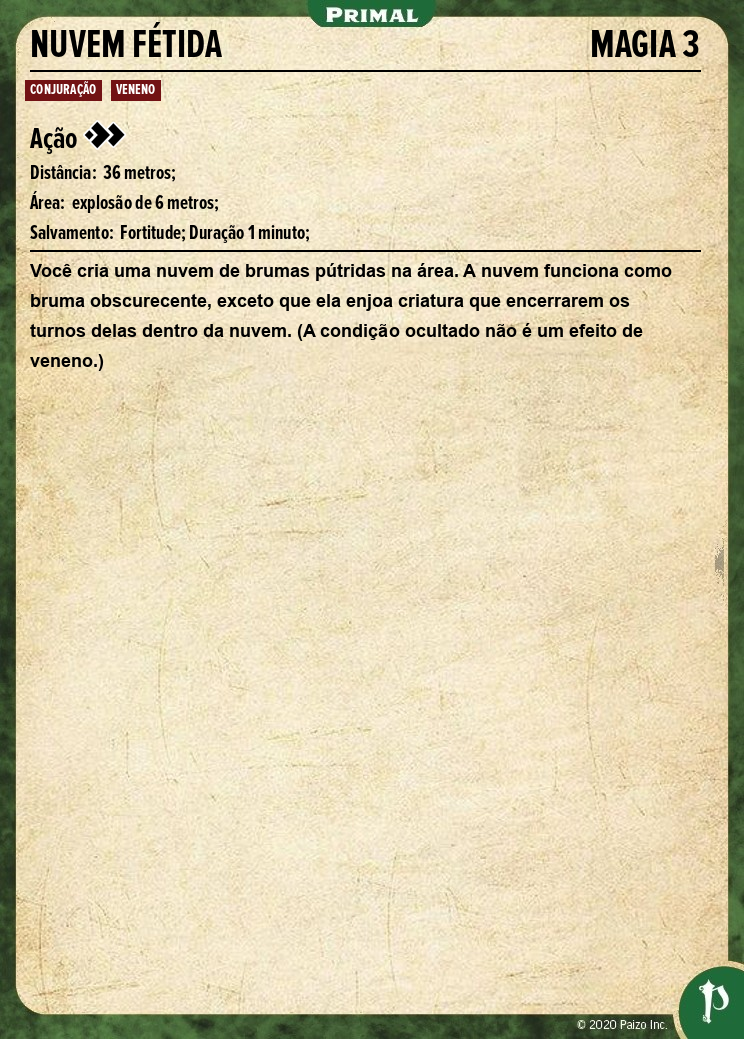 PRIMAL
NUVEM FÉTIDA MAGIA 3
CONJURAÇÃO VENENO
Ação
Distância: 36 metros;
Área: explosão de 6 metros;
Salvamento: Fortitude; Duração 1 minuto;
Você cria uma nuvem de brumas pútridas na área. A nuvem funciona como
bruma obscurecente, exceto que ela enjoa criatura que encerrarem os
turnos delas dentro da nuvem. (A condição ocultado não é um efeito de
veneno.)
© 2020 Paizo Inc.